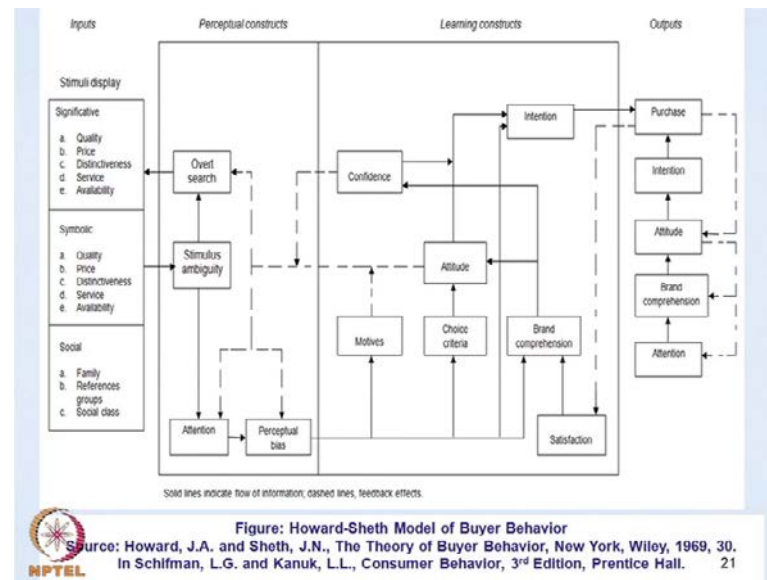 Inputs
Perceptual constructs
Learning constructs
Outputs
Stimuli display
Significative
a. Quality
b. Price
c. Distinctiveness
d. Service
e. Availability
Symbolic
a. Quality
b. Price
c. Distinctiveness
d. Service
e. Availability
Social
a. Family
b. References
groups
c. Social class
Overt
search
Stimulus
ambiguity
Attention
Perceptual
bias
Intention
Confidence
Attitude
Motives
Choice
criteria
Brand
comprehension
Satisfaction
Purchase
Intention
Attitude
Brand
comprehension
Attention
Solid lines indicate flow of information; dashed lines, feedback effects.
Figure: Howard-Sheth Model of Buyer Behavior
Source: Howard, J.A. and Sheth, J.N., The Theory of Buyer Behavior, New York, Wiley, 1969, 30.
In Schifman, L.G. and Kanuk, L.L., Consumer Behavior, 3rd Edition, Prentice Hall.
21
NPTEL